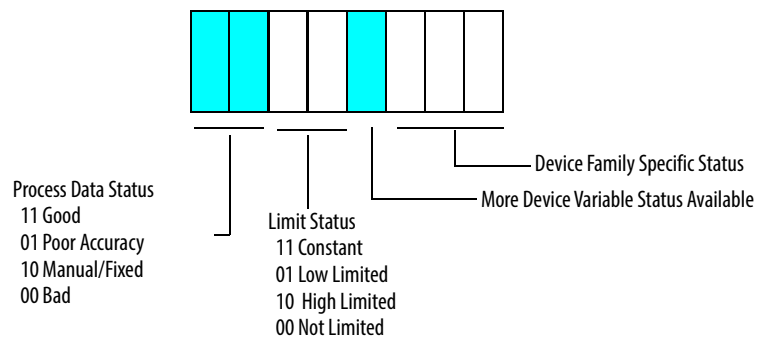 Device Family Specific Status
More Device Variable Status Available
Process Data Status
11 Good
01 Poor Accuracy
10 Manual/Fixed
00 Bad
Limit Status
11 Constant
01 Low Limited
10 High Limited
00 Not Limited